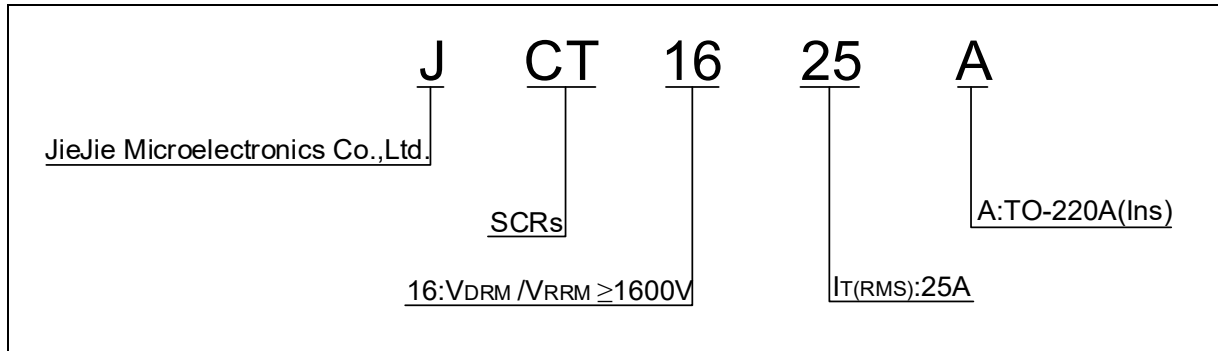 J CT 16 25 A
JieJie Microelectronics Co.,Ltd.
SCRs
A:TO-220A(Ins)
16:VDRM /VRRM ≥1600V
IT(RMS):25A